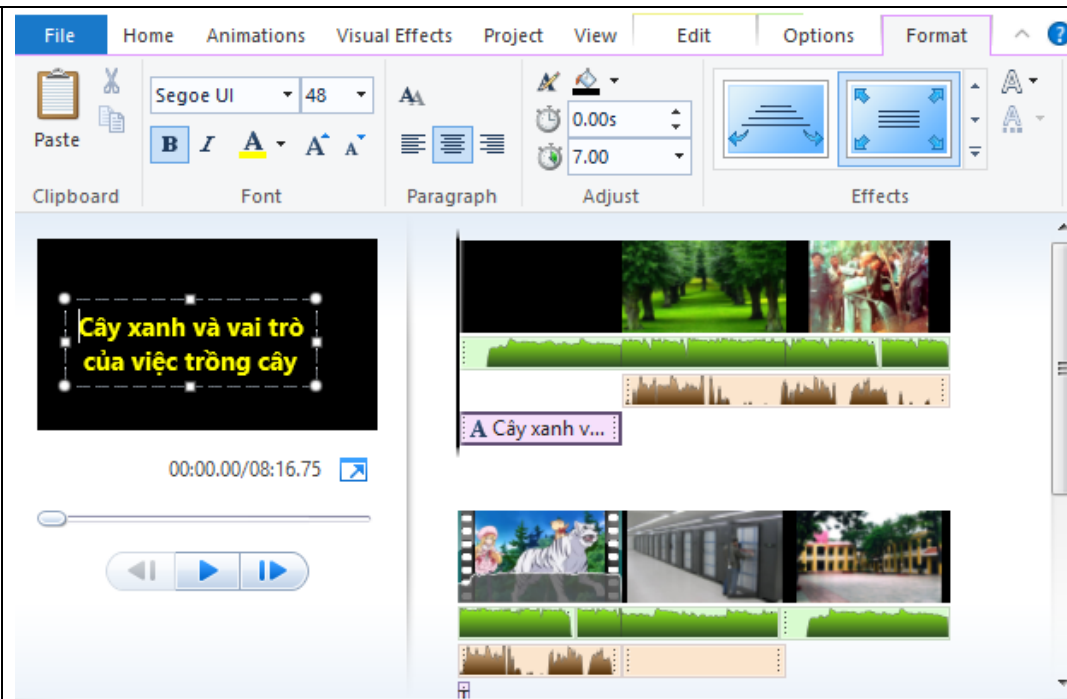 File Home Animations Visual Effects Project View Edit Options Format
Segoe UI 48
Paste
B I A A A
0.00s
7.00
Clipboard Font Paragraph Adjust Effects
Cây xanh và vai trò
của việc trồng cây
00:00.00/08:16.75
A Cây xanh v...
T